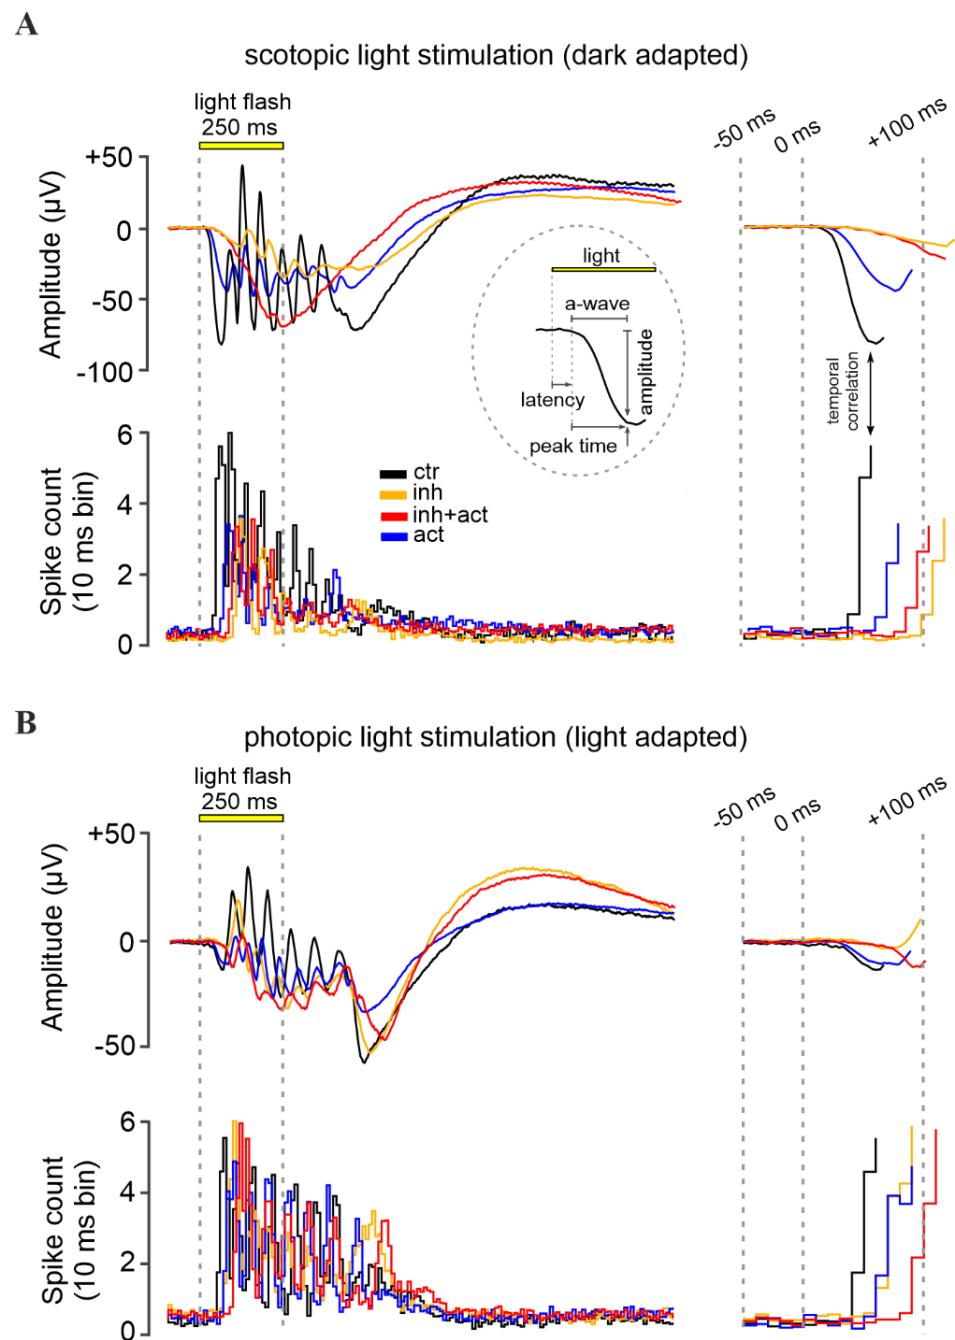 A
scotopic light stimulation (dark adapted)
light flash
250 ms
-50 ms
0 ms
+100 ms
+50
0
-50
-100
Amplitude (µV)
light
a-wave
amplitude
latency
peak time
temporal
correlation
6
4
2
0
Spike count
(10 ms bin)
ctr
inh
inh+act
act
B
photopic light stimulation (light adapted)
light flash
250 ms
-50 ms
0 ms
+100 ms
+50
0
-50
Amplitude (µV)
6
4
2
0
Spike count
(10 ms bin)